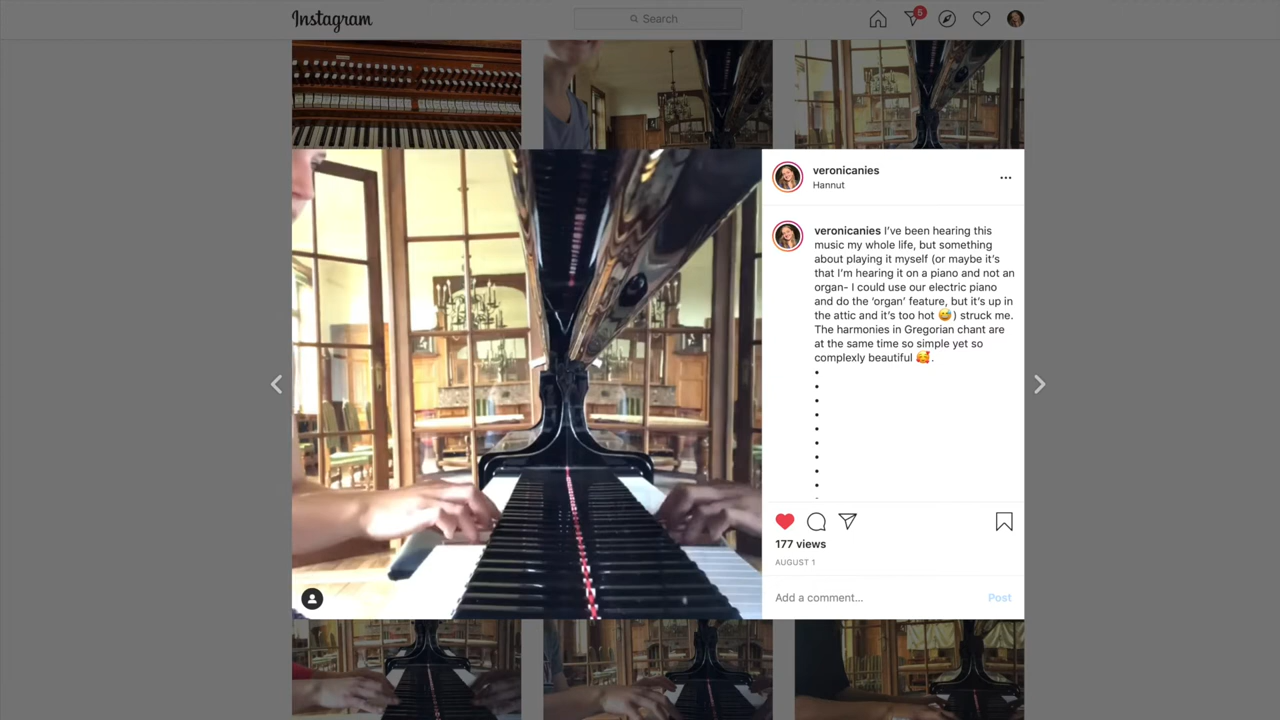 Instagram
Search
5
veronicanies
Hannut
veronicanies I've been hearing this
music my whole life, but something
about playing it myself (or maybe it's
that I'm hearing it on a piano and not an
organ- I could use our electric piano
and do the 'organ' feature, but it's up in
the attic and it's too hot 😅) struck me.
The harmonies in Gregorian chant are
at the same time so simple yet so
complexly beautiful 🥰.
•
•
•
•
•
•
•
•
•
•
177 views
AUGUST 1
Add a comment...
Post